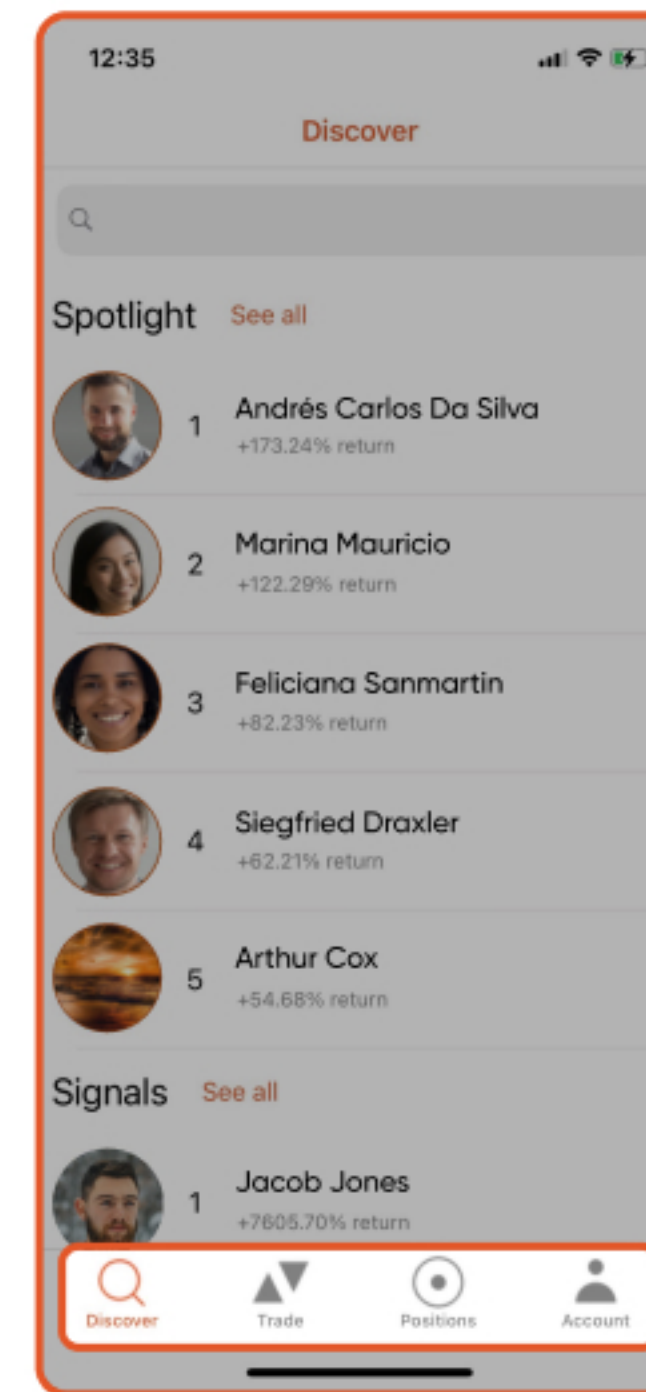 12:35
Discover
Spotlight See all
1 Andrés Carlos Da Silva
+173.24% return
2 Marina Mauricio
+122.29% return
3 Feliciana Sanmartin
+82.23% return
4 Siegfried Draxler
+62.21% return
5 Arthur Cox
+54.68% return
Signals See all
1 Jacob Jones
+7605.70% return
Discover Trade Positions Account